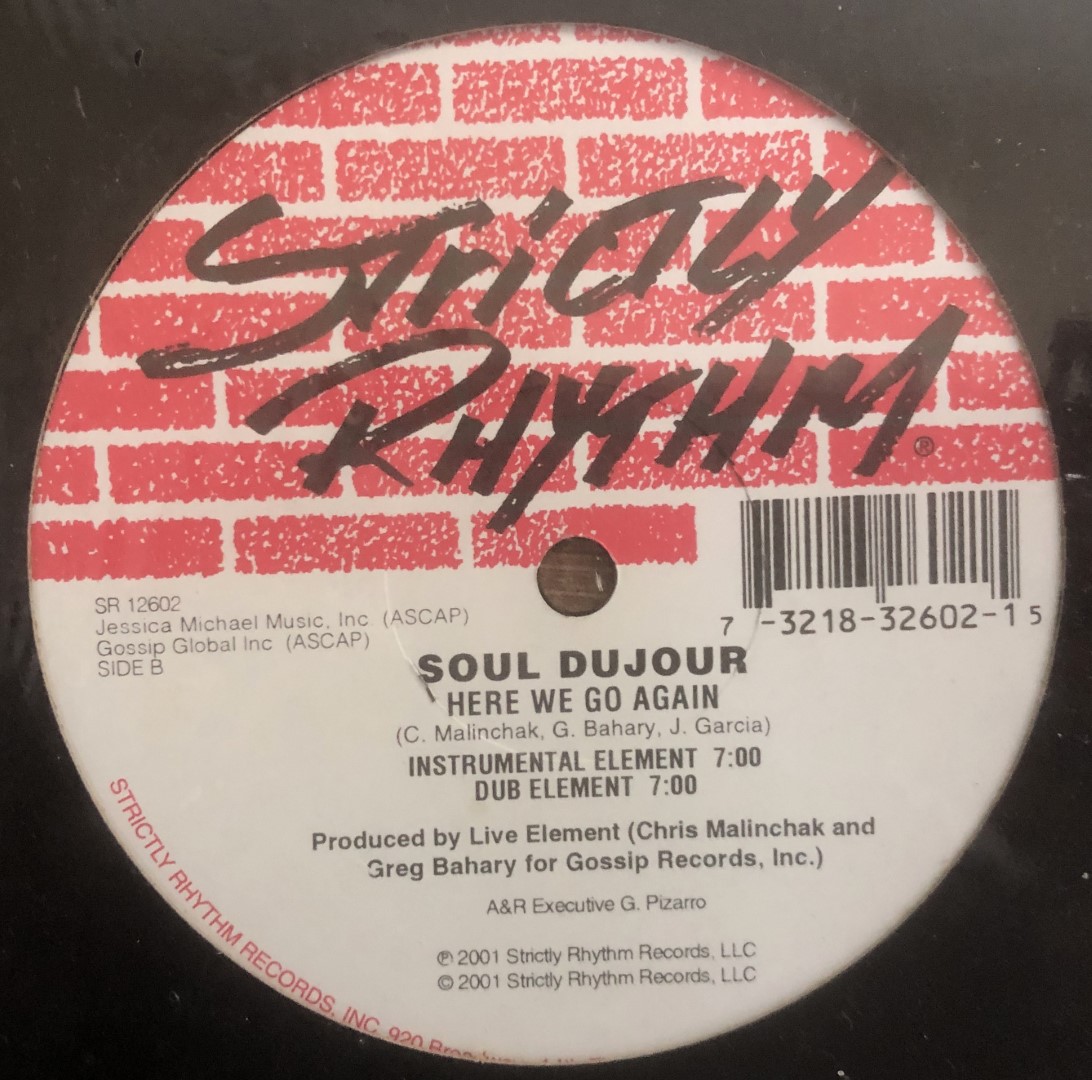 STRICTLY
RHYTHM®
7 -3218-32602-1 5
SR 12602
Jessica Michael Music, Inc (ASCAP)
Gossip Global Inc (ASCAP)
SIDE B
SOUL DUJOUR
HERE WE GO AGAIN
(C. Malinchak, G. Bahary, J. Garcia)
INSTRUMENTAL ELEMENT 7:00
DUB ELEMENT 7:00
Produced by Live Element (Chris Malinchak and
Greg Bahary for Gossip Records, Inc.)
A&R Executive G. Pizarro
℗ 2001 Strictly Rhythm Records, LLC
© 2001 Strictly Rhythm Records, LLC
STRICTLY RHYTHM RECORDS, INC. 920